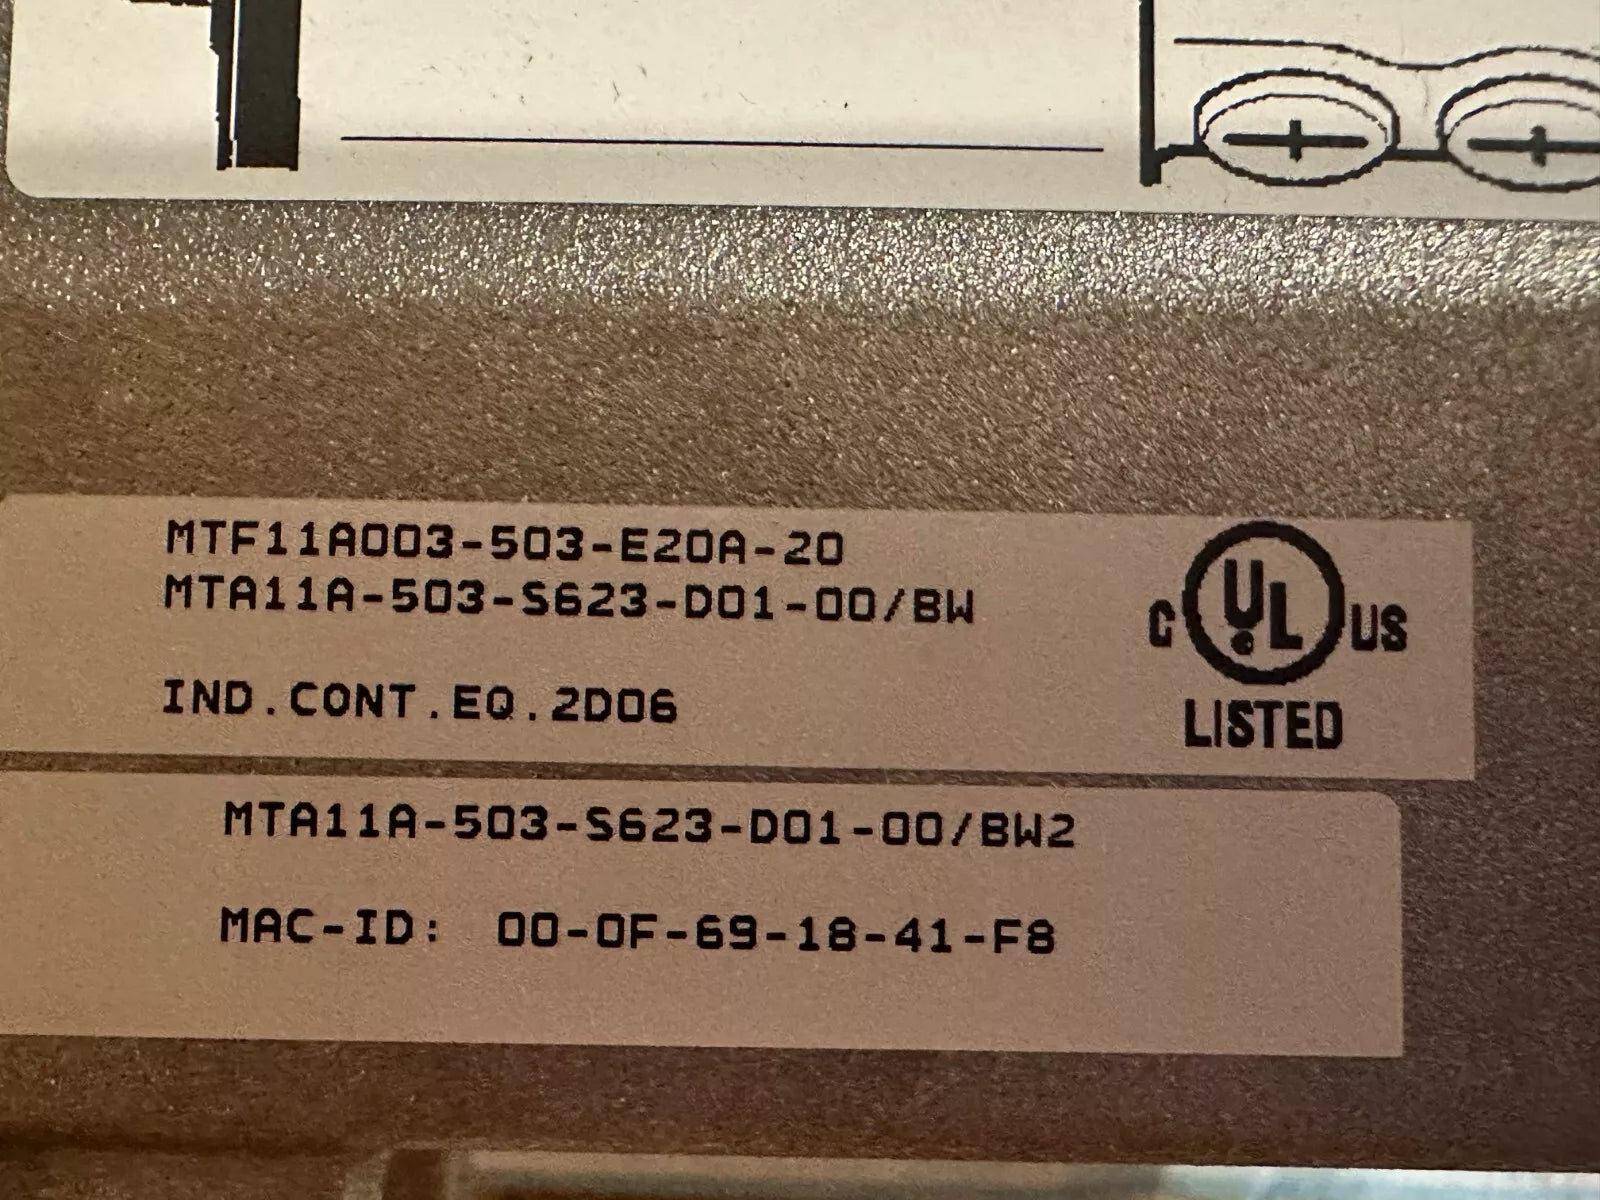 MTF11A003-503-E20A-20
MTA11A-503-S623-D01-00/BW
IND.CONT.EQ.2D06
C UL US
LISTED
MTA11A-503-S623-D01-00/BW2
MAC-ID: 00-0F-69-18-41-F8